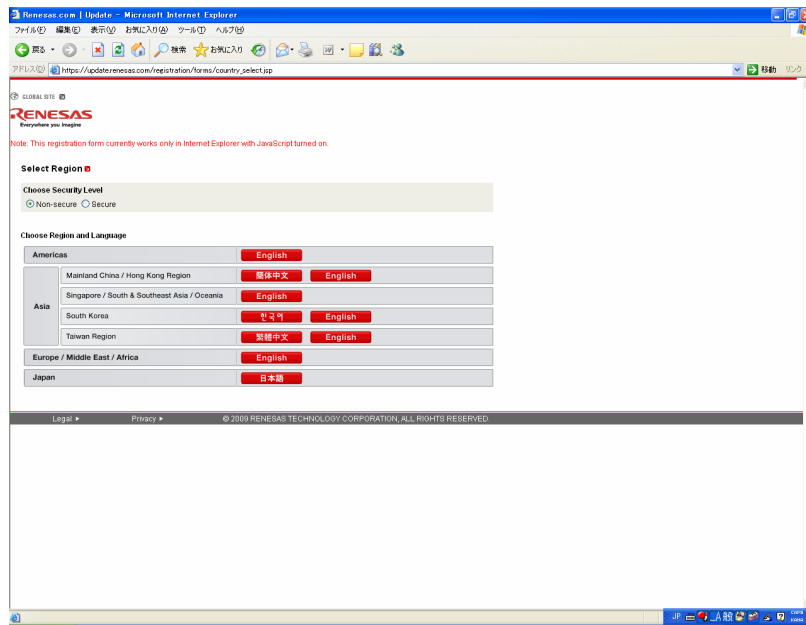 Renesas.com | Update - Microsoft Internet Explorer
ファイル(F) 編集(E) 表示(V) お気に入り(A) ツール(T) ヘルプ(H)
戻る 検索 お気に入り
アドレス(D) https://update.renesas.com/registration/forms/country_select.jsp 移動 リンク
GLOBAL SITE
RENESAS
Everywhere you imagine
Note: This registration form currently works only in Internet Explorer with JavaScript turned on.
Select Region
Choose Security Level
Non-secure Secure
Choose Region and Language
Americas English
Asia
Mainland China / Hong Kong Region 簡体中文 English
Singapore / South & Southeast Asia / Oceania English
South Korea 한국어 English
Taiwan Region 繁體中文 English
Europe / Middle East / Africa English
Japan 日本語
Legal Privacy © 2009 RENESAS TECHNOLOGY CORPORATION, ALL RIGHTS RESERVED.
JP A 般 CAPS
KANA